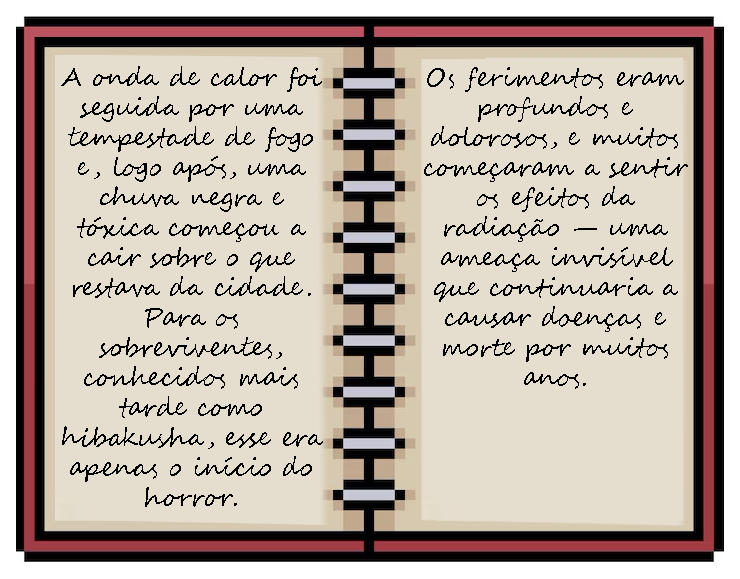 A onda de calor foi
seguida por uma
tempestade de fogo
e, logo após, uma
chuva negra e
tóxica começou a
cair sobre o que
restava da cidade.
Para os
sobreviventes,
conhecidos mais
tarde como
hibakusha, esse era
apenas o início do
horror.
Os ferimentos eram
profundos e
dolorosos, e muitos
começaram a sentir
os efeitos da
radiação — uma
ameaça invisível
que continuaria a
causar doenças e
morte por muitos
anos.